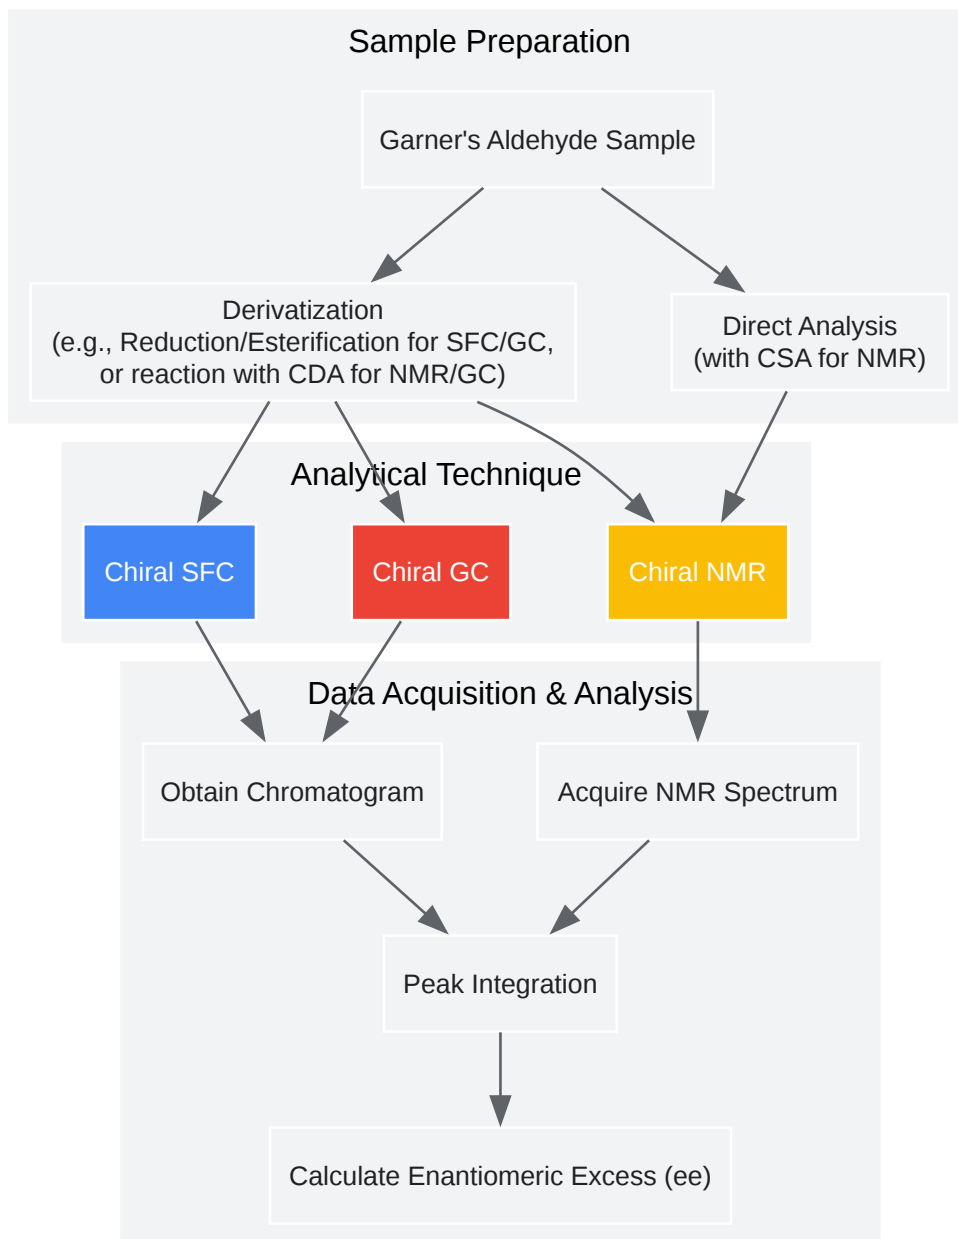 Sample Preparation
Garner's Aldehyde Sample
Derivatization
(e.g., Reduction/Esterification for SFC/GC,
or reaction with CDA for NMR/GC)
Direct Analysis
(with CSA for NMR)
Analytical Technique
Chiral SFC
Chiral GC
Chiral NMR
Data Acquisition & Analysis
Obtain Chromatogram
Acquire NMR Spectrum
Peak Integration
Calculate Enantiomeric Excess (ee)